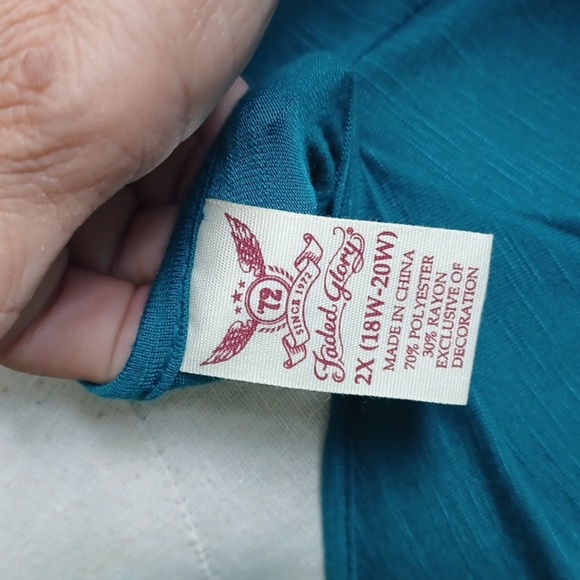 '72
SINCE 1972
Faded Glory®
2X (18W-20W)
MADE IN CHINA
70% POLYESTER
30% RAYON
EXCLUSIVE OF
DECORATION